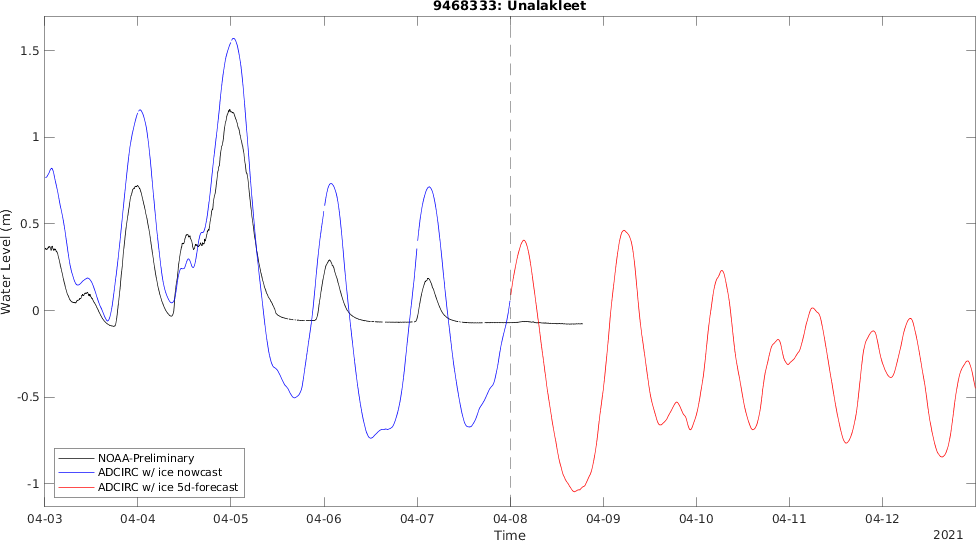 9468333: Unalakleet
Water Level (m)
1.5
1
0.5
0
-0.5
-1
NOAA-Preliminary
ADCIRC w/ ice nowcast
ADCIRC w/ ice 5d-forecast
04-03 04-04 04-05 04-06 04-07 04-08 04-09 04-10 04-11 04-12
Time
2021